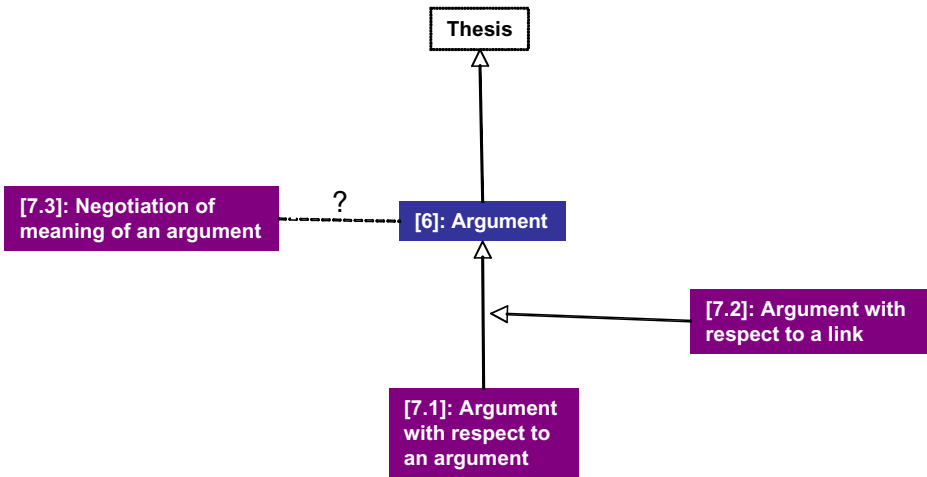 Thesis
?
[7.3]: Negotiation of
meaning of an argument
[6]: Argument
[7.2]: Argument with
respect to a link
[7.1]: Argument
with respect to
an argument